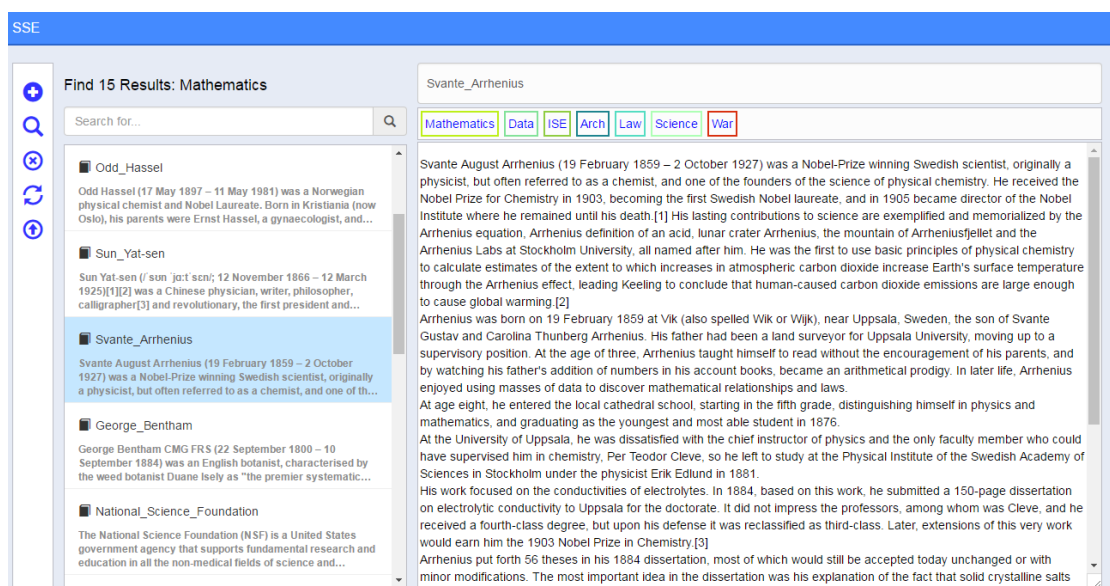 SSE
Find 15 Results: Mathematics
Search for...
Odd_Hassel
Odd Hassel (17 May 1897 – 11 May 1981) was a Norwegian
physical chemist and Nobel Laureate. Born in Kristiania (now
Oslo), his parents were Ernst Hassel, a gynaecologist, and...
Sun_Yat-sen
Sun Yat-sen (/ˈsʊn ˈjɑːtˈsɛn/; 12 November 1866 – 12 March
1925)[1][2] was a Chinese physician, writer, philosopher,
calligrapher[3] and revolutionary, the first president and...
Svante_Arrhenius
Svante August Arrhenius (19 February 1859 – 2 October
1927) was a Nobel-Prize winning Swedish scientist, originally
a physicist, but often referred to as a chemist, and one of th...
George_Bentham
George Bentham CMG FRS (22 September 1800 – 10
September 1884) was an English botanist, characterised by
the weed botanist Duane Isely as "the premier systematic...
National_Science_Foundation
The National Science Foundation (NSF) is a United States
government agency that supports fundamental research and
education in all the non-medical fields of science and...
Svante_Arrhenius
Mathematics Data ISE Arch Law Science War
Svante August Arrhenius (19 February 1859 – 2 October 1927) was a Nobel-Prize winning Swedish scientist, originally a
physicist, but often referred to as a chemist, and one of the founders of the science of physical chemistry. He received the
Nobel Prize for Chemistry in 1903, becoming the first Swedish Nobel laureate, and in 1905 became director of the Nobel
Institute where he remained until his death.[1] His lasting contributions to science are exemplified and memorialized by the
Arrhenius equation, Arrhenius definition of an acid, lunar crater Arrhenius, the mountain of Arrheniusfjellet and the
Arrhenius Labs at Stockholm University, all named after him. He was the first to use basic principles of physical chemistry
to calculate estimates of the extent to which increases in atmospheric carbon dioxide increase Earth's surface temperature
through the Arrhenius effect, leading Keeling to conclude that human-caused carbon dioxide emissions are large enough
to cause global warming.[2]
Arrhenius was born on 19 February 1859 at Vik (also spelled Wik or Wijk), near Uppsala, Sweden, the son of Svante
Gustav and Carolina Thunberg Arrhenius. His father had been a land surveyor for Uppsala University, moving up to a
supervisory position. At the age of three, Arrhenius taught himself to read without the encouragement of his parents, and
by watching his father's addition of numbers in his account books, became an arithmetical prodigy. In later life, Arrhenius
enjoyed using masses of data to discover mathematical relationships and laws.
At age eight, he entered the local cathedral school, starting in the fifth grade, distinguishing himself in physics and
mathematics, and graduating as the youngest and most able student in 1876.
At the University of Uppsala, he was dissatisfied with the chief instructor of physics and the only faculty member who could
have supervised him in chemistry, Per Teodor Cleve, so he left to study at the Physical Institute of the Swedish Academy of
Sciences in Stockholm under the physicist Erik Edlund in 1881.
His work focused on the conductivities of electrolytes. In 1884, based on this work, he submitted a 150-page dissertation
on electrolytic conductivity to Uppsala for the doctorate. It did not impress the professors, among whom was Cleve, and he
received a fourth-class degree, but upon his defense it was reclassified as third-class. Later, extensions of this very work
would earn him the 1903 Nobel Prize in Chemistry.[3]
Arrhenius put forth 56 theses in his 1884 dissertation, most of which would still be accepted today unchanged or with
minor modifications. The most important idea in the dissertation was his explanation of the fact that solid crystalline salts